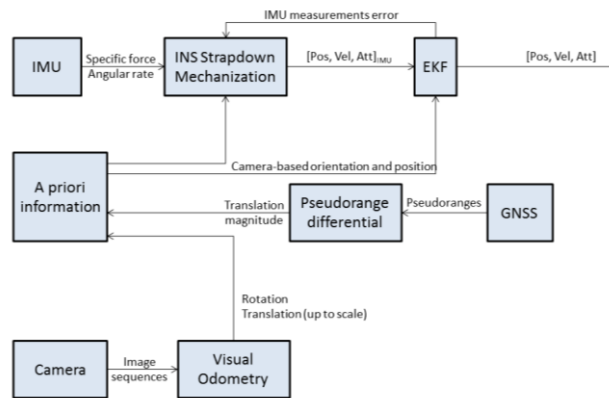 IMU measurements error
IMU
Specific force
Angular rate
INS Strapdown
Mechanization
[Pos, Vel, Att]IMU
EKF
[Pos, Vel, Att]
Camera-based orientation and position
A priori
information
Translation
magnitude
Pseudorange
differential
Pseudoranges
GNSS
Rotation
Translation (up to scale)
Camera
Image
sequences
Visual
Odometry